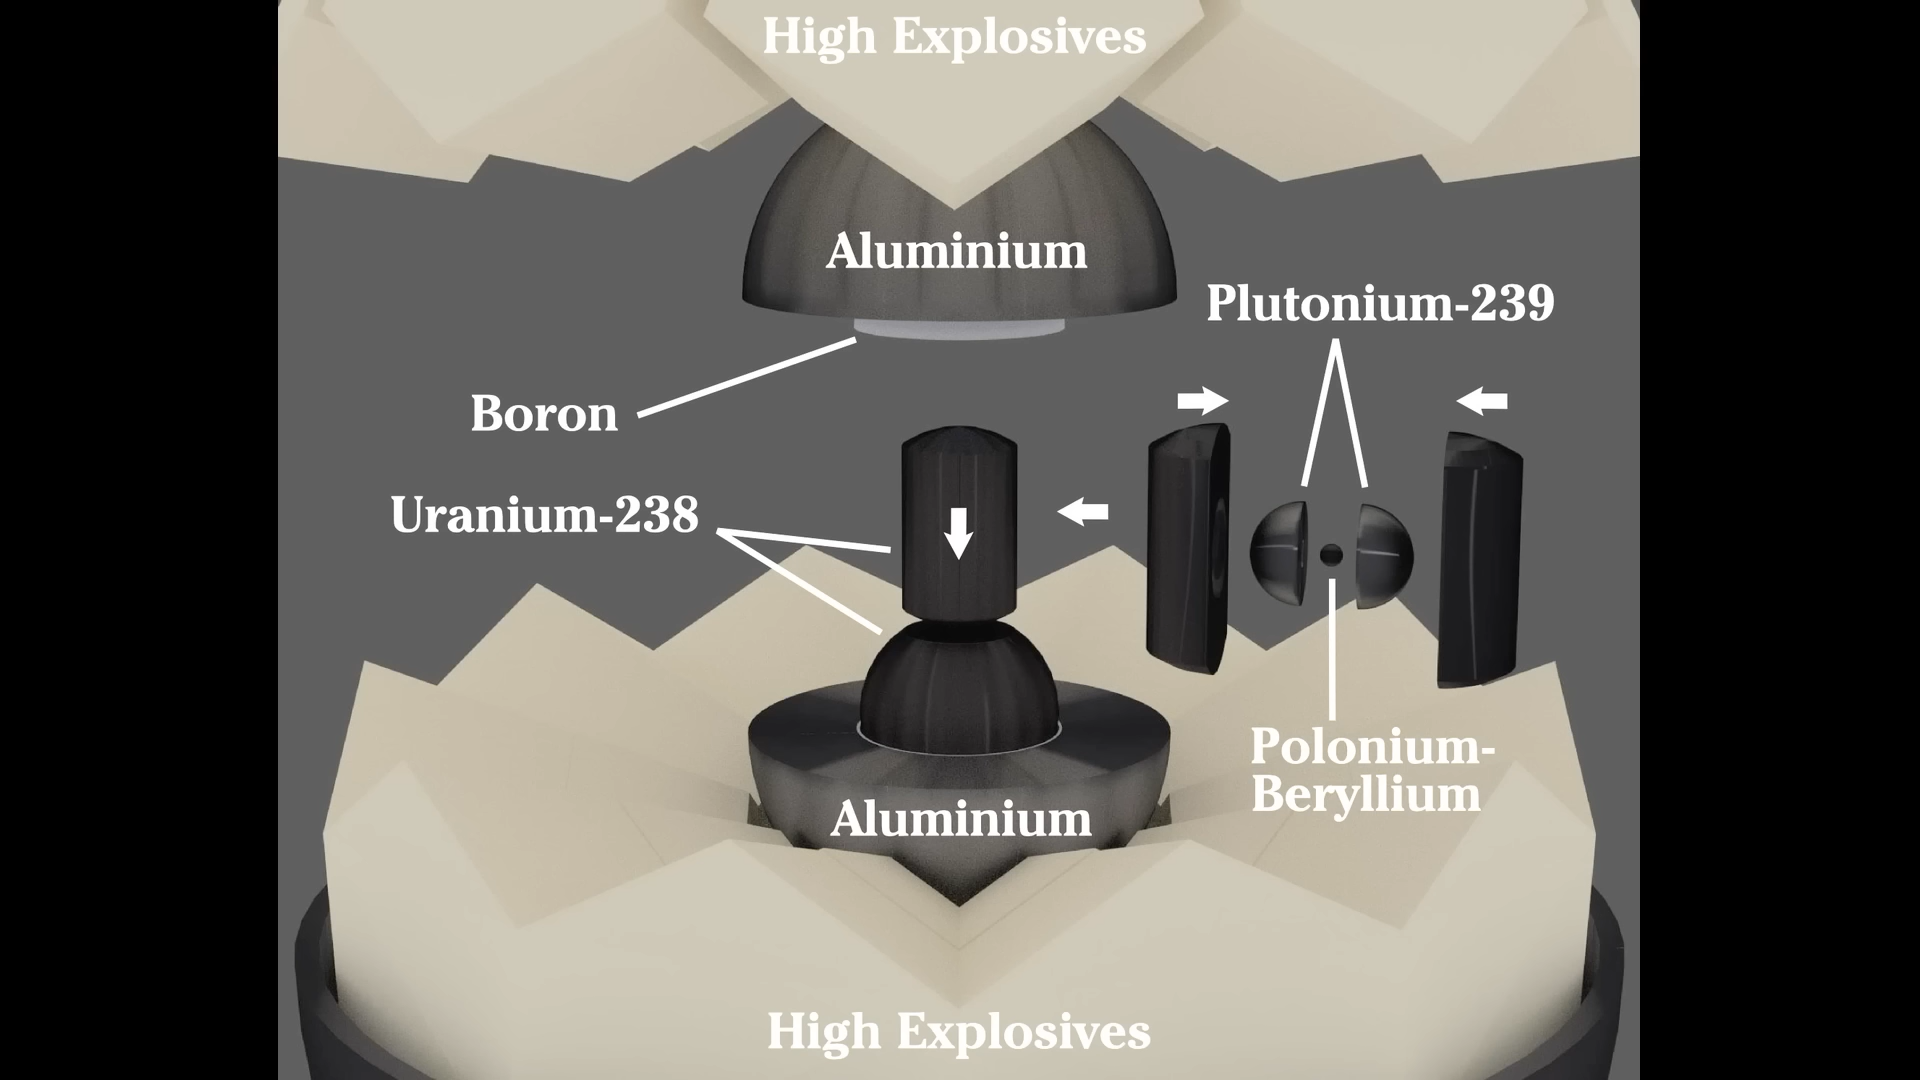 High Explosives
Aluminium
Plutonium-239
Boron
Uranium-238
Polonium-
Beryllium
Aluminium
High Explosives